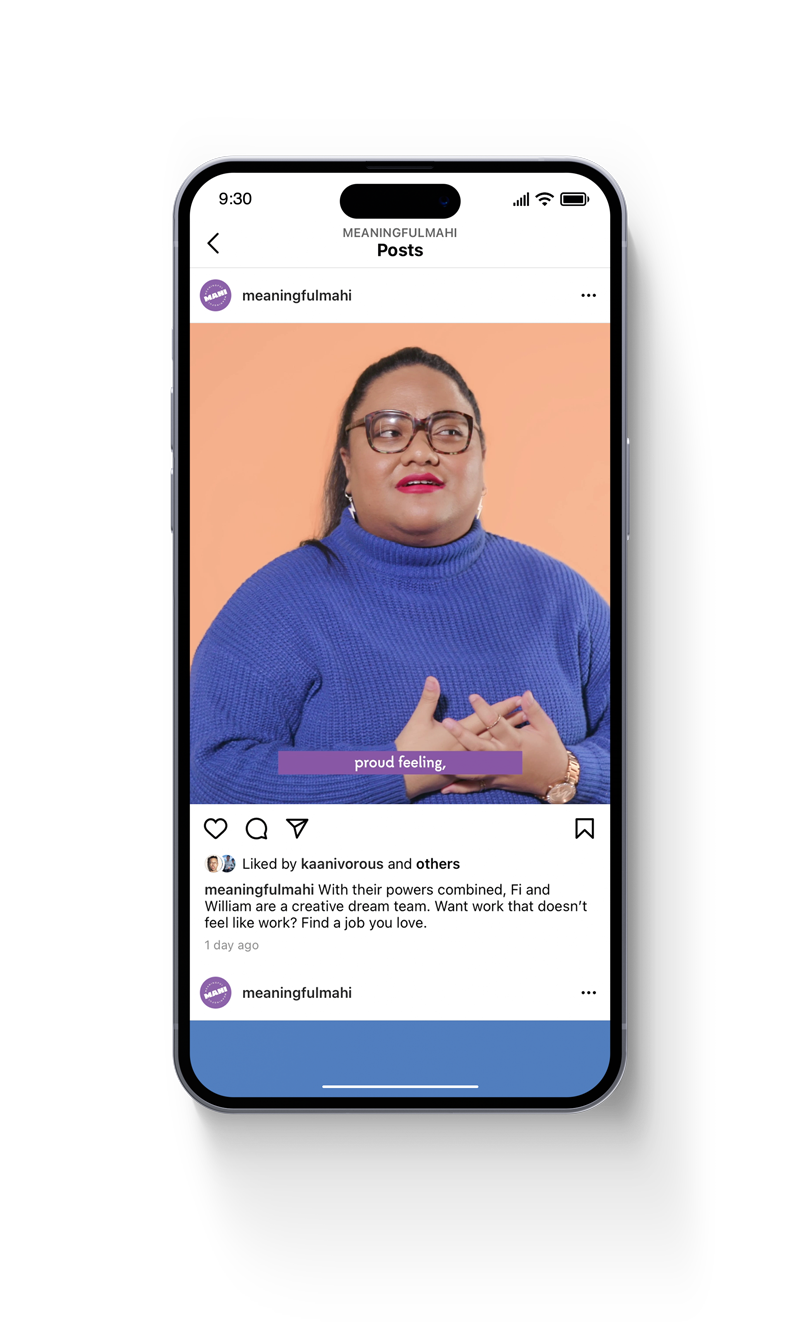 9:30
MEANINGFULMAHI
Posts
MAHI
meaningfulmahi
proud feeling,
Liked by kaanivorous and others
meaningfulmahi With their powers combined, Fi and
William are a creative dream team. Want work that doesn’t
feel like work? Find a job you love.
1 day ago
MAHI
meaningfulmahi